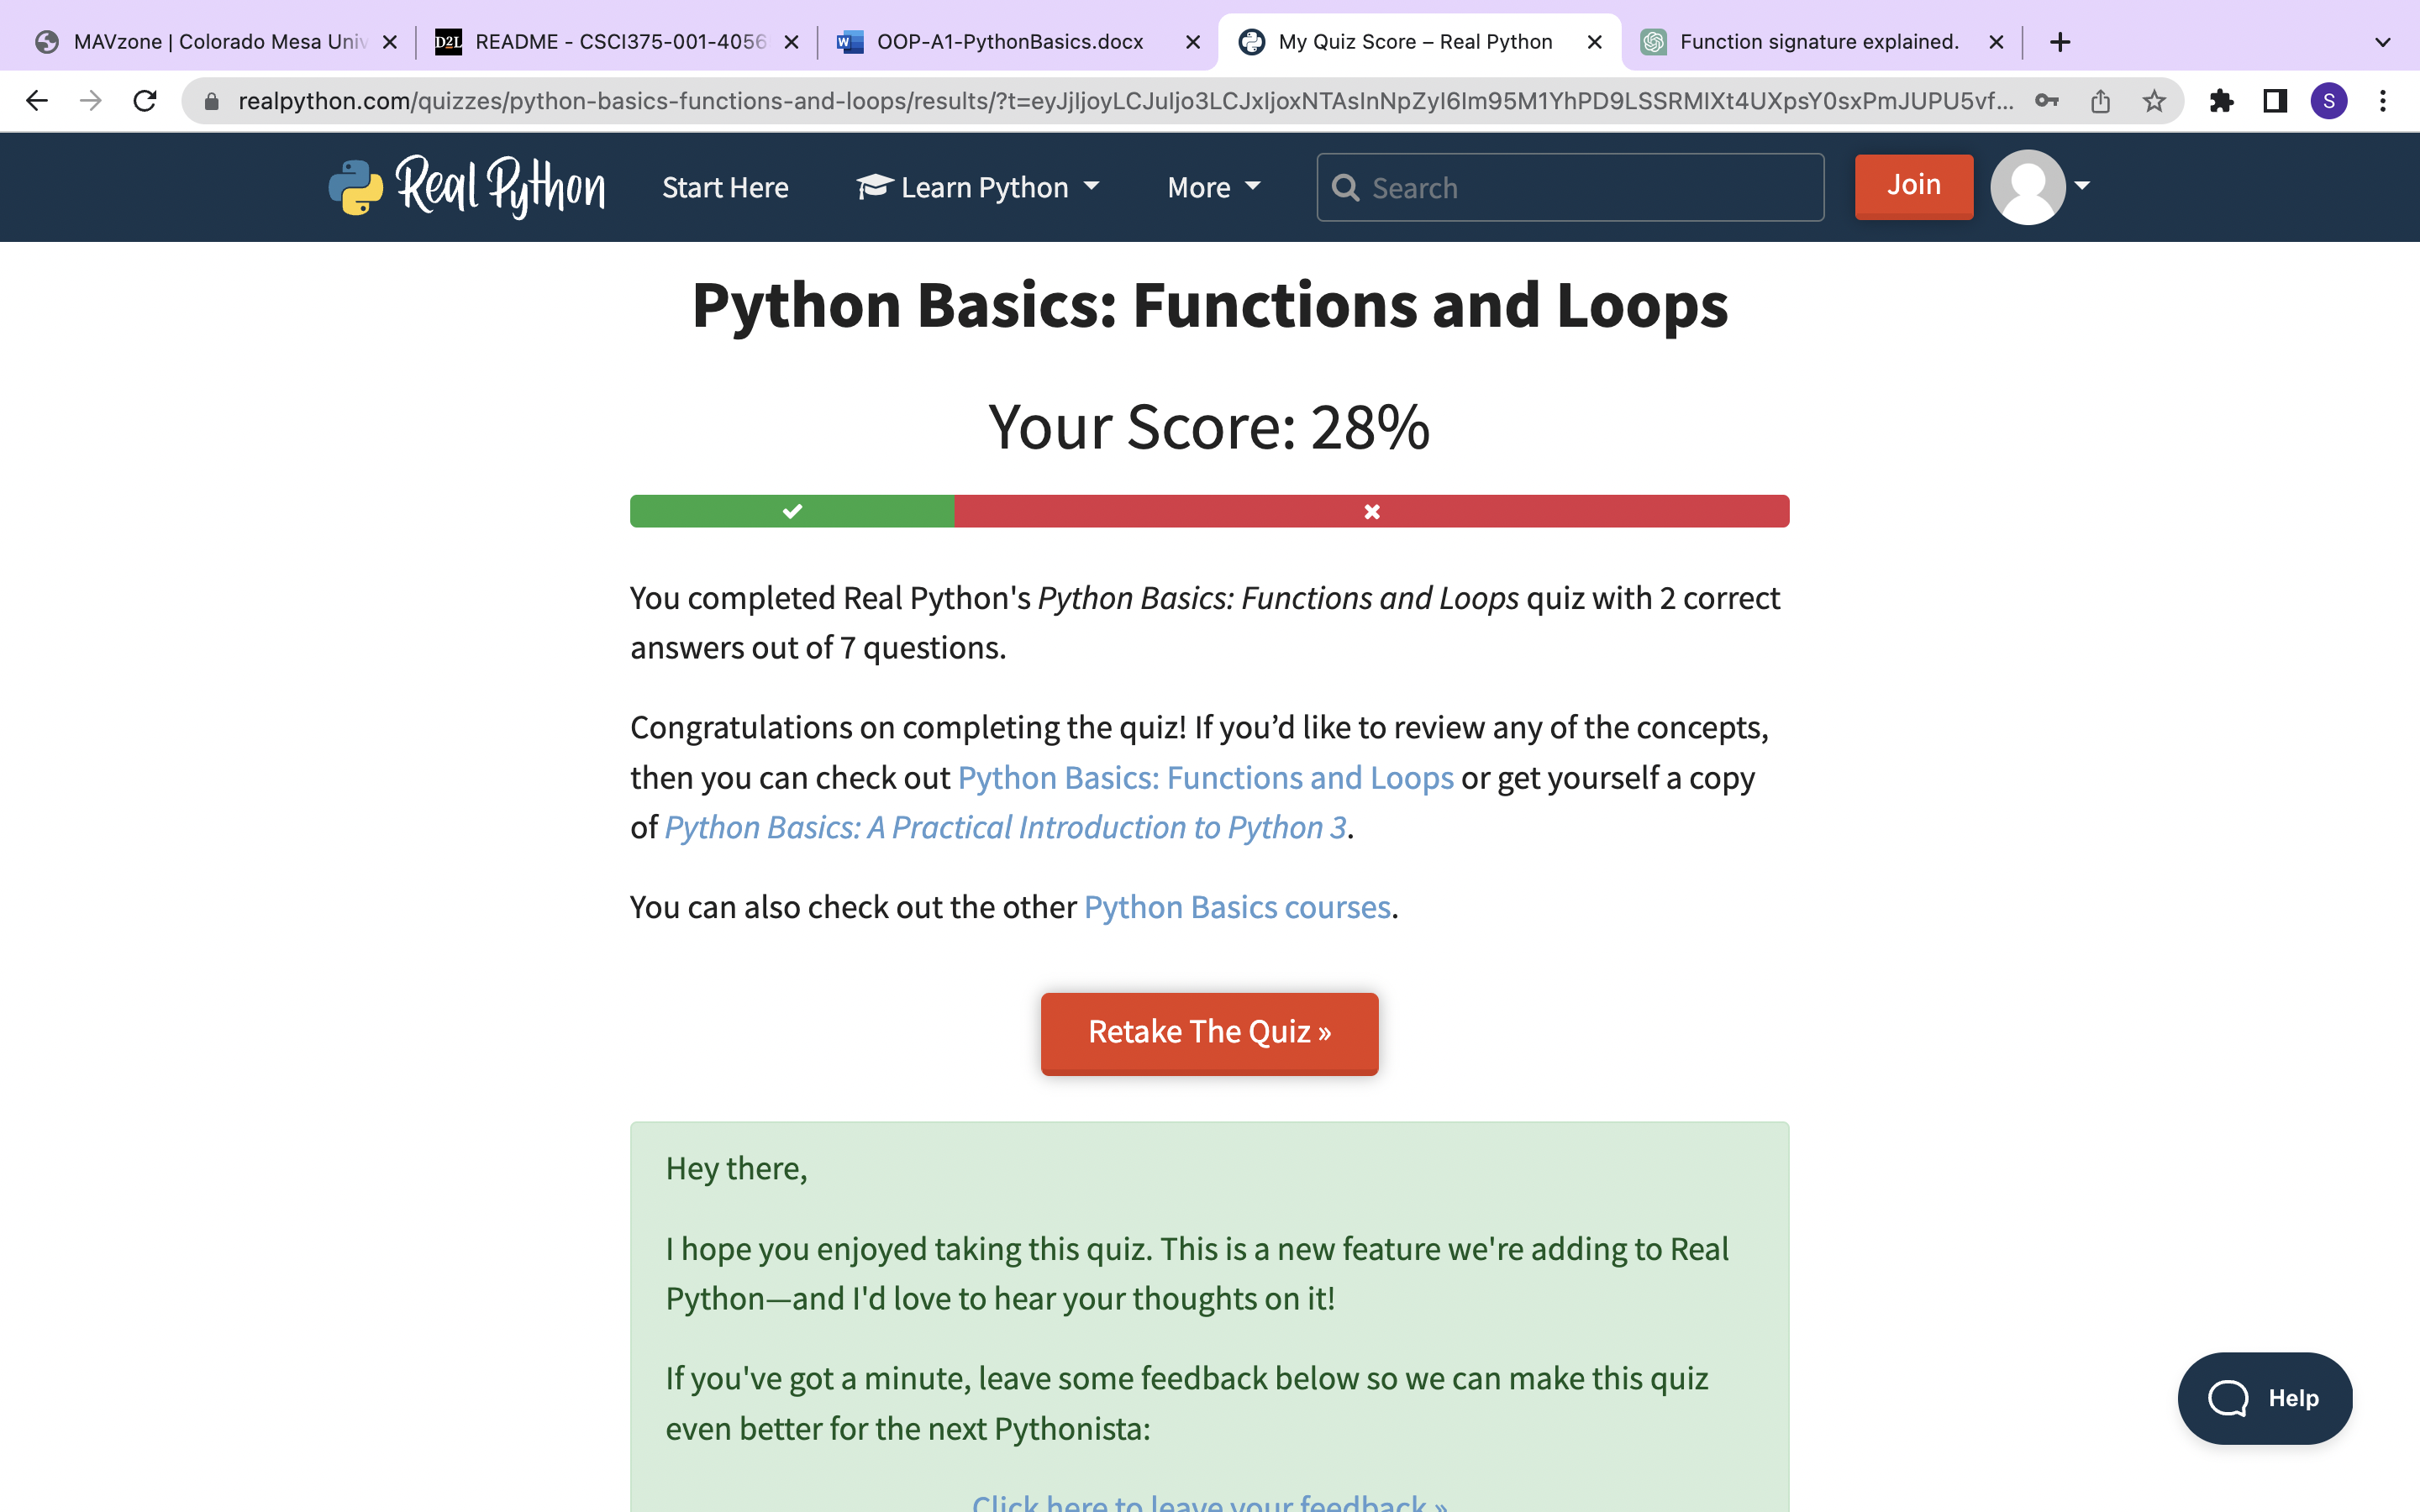 MAVzone | Colorado Mesa Univ
D2L README - CSCI375-001-4056
W OOP-A1-PythonBasics.docx
My Quiz Score – Real Python
Function signature explained.
realpython.com/quizzes/python-basics-functions-and-loops/results/?t=eyJjIjoyLCJuIjo3LCJxIjoxNTAsInNpZyI6Im95M1YhPD9LSSRMIXt4UXpsY0sxPmJUPU5vf...
S
Real Python
Start Here
Learn Python
More
Search
Join
Python Basics: Functions and Loops
Your Score: 28%
You completed Real Python's Python Basics: Functions and Loops quiz with 2 correct
answers out of 7 questions.
Congratulations on completing the quiz! If you’d like to review any of the concepts,
then you can check out Python Basics: Functions and Loops or get yourself a copy
of Python Basics: A Practical Introduction to Python 3.
You can also check out the other Python Basics courses.
Retake The Quiz »
Hey there,
I hope you enjoyed taking this quiz. This is a new feature we're adding to Real
Python—and I'd love to hear your thoughts on it!
If you've got a minute, leave some feedback below so we can make this quiz
even better for the next Pythonista:
Click here to leave your feedback »
Help